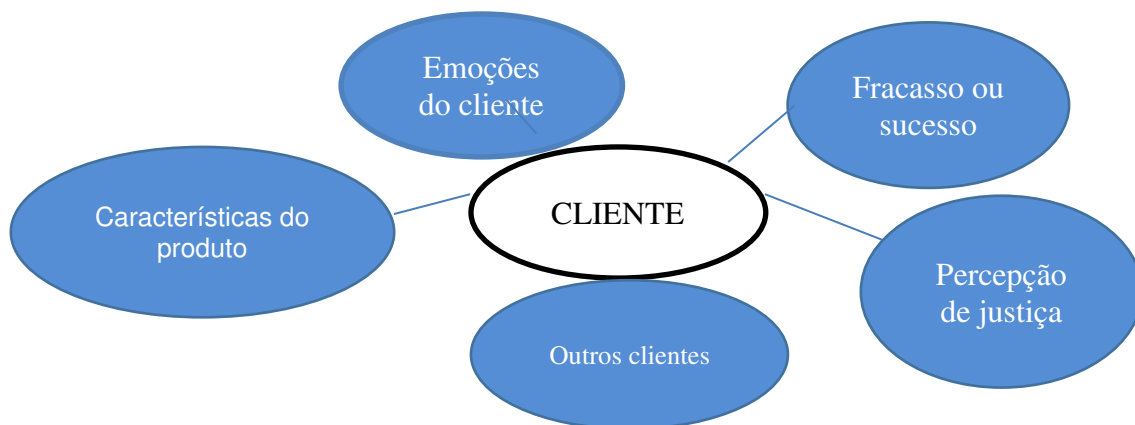 Emoções
do cliente
Fracasso ou
sucesso
Características do
produto
CLIENTE
Percepção
de justiça
Outros clientes